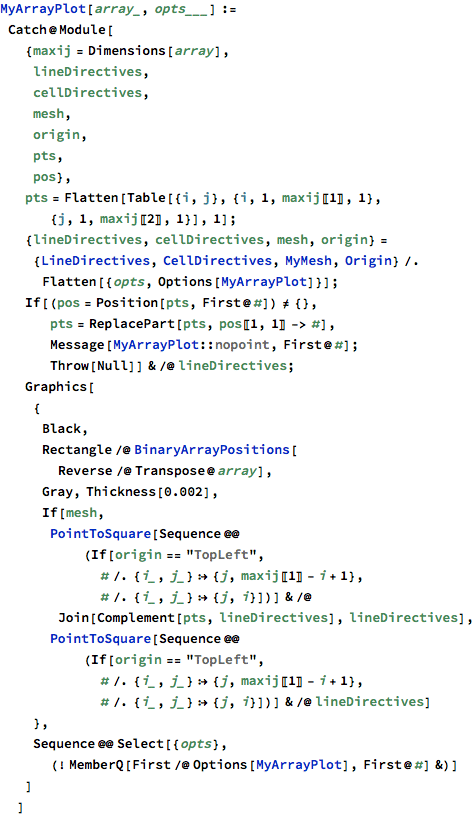 MyArrayPlot[array_, opts___] :=
Catch@Module[
{maxij = Dimensions[array],
lineDirectives,
cellDirectives,
mesh,
origin,
pts,
pos},
pts = Flatten[Table[{i, j}, {i, 1, maxij⟦1⟧, 1},
{j, 1, maxij⟦2⟧, 1}], 1];
{lineDirectives, cellDirectives, mesh, origin} =
{LineDirectives, CellDirectives, MyMesh, Origin} /.
Flatten[{opts, Options[MyArrayPlot]}];
If[(pos = Position[pts, First@#]) ≠ {},
pts = ReplacePart[pts, pos⟦1, 1⟧ -> #],
Message[MyArrayPlot::nopoint, First@#];
Throw[Null]] & /@ lineDirectives;
Graphics[
{
Black,
Rectangle /@ BinaryArrayPositions[
Reverse /@ Transpose@array],
Gray, Thickness[0.002],
If[mesh,
PointToSquare[Sequence @@
(If[origin == "TopLeft",
# /. {i_, j_} :> {j, maxij⟦1⟧ - i + 1},
# /. {i_, j_} :> {j, i}])] & /@
Join[Complement[pts, lineDirectives], lineDirectives],
PointToSquare[Sequence @@
(If[origin == "TopLeft",
# /. {i_, j_} :> {j, maxij⟦1⟧ - i + 1},
# /. {i_, j_} :> {j, i}])] & /@ lineDirectives]
},
Sequence @@ Select[{opts},
(! MemberQ[First /@ Options[MyArrayPlot], First@#] &)]
]
]